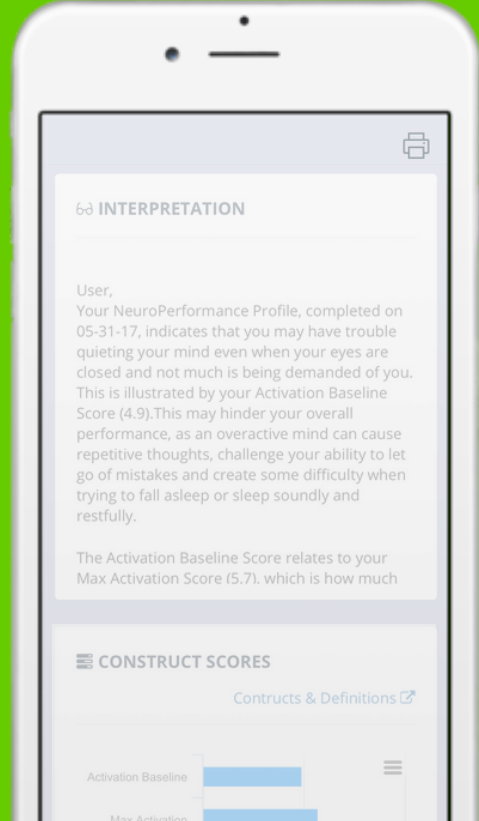 INTERPRETATION
User,
Your NeuroPerformance Profile, completed on
05-31-17, indicates that you may have trouble
quieting your mind even when your eyes are
closed and not much is being demanded of you.
This is illustrated by your Activation Baseline
Score (4.9).This may hinder your overall
performance, as an overactive mind can cause
repetitive thoughts, challenge your ability to let
go of mistakes and create some difficulty when
trying to fall asleep or sleep soundly and
restfully.
The Activation Baseline Score relates to your
Max Activation Score (5.7), which is how much
CONSTRUCT SCORES
Contructs & Definitions
Activation Baseline
Max Activation